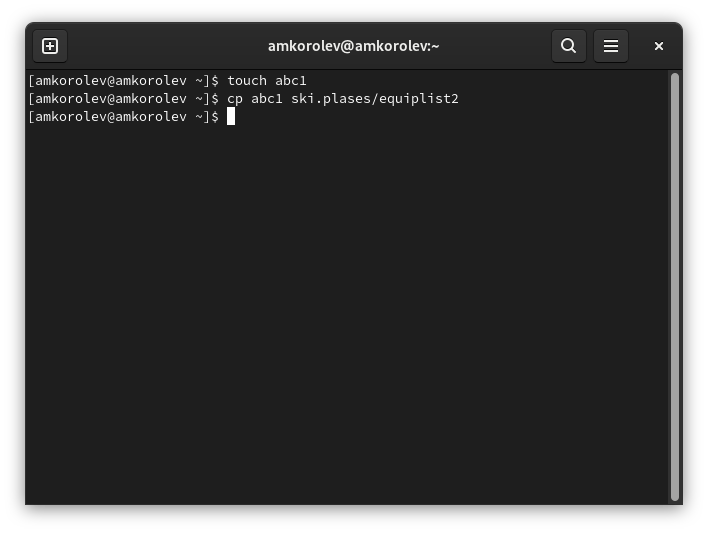 amkorolev@amkorolev:~
[amkorolev@amkorolev ~]$ touch abc1
[amkorolev@amkorolev ~]$ cp abc1 ski.plases/equiplist2
[amkorolev@amkorolev ~]$